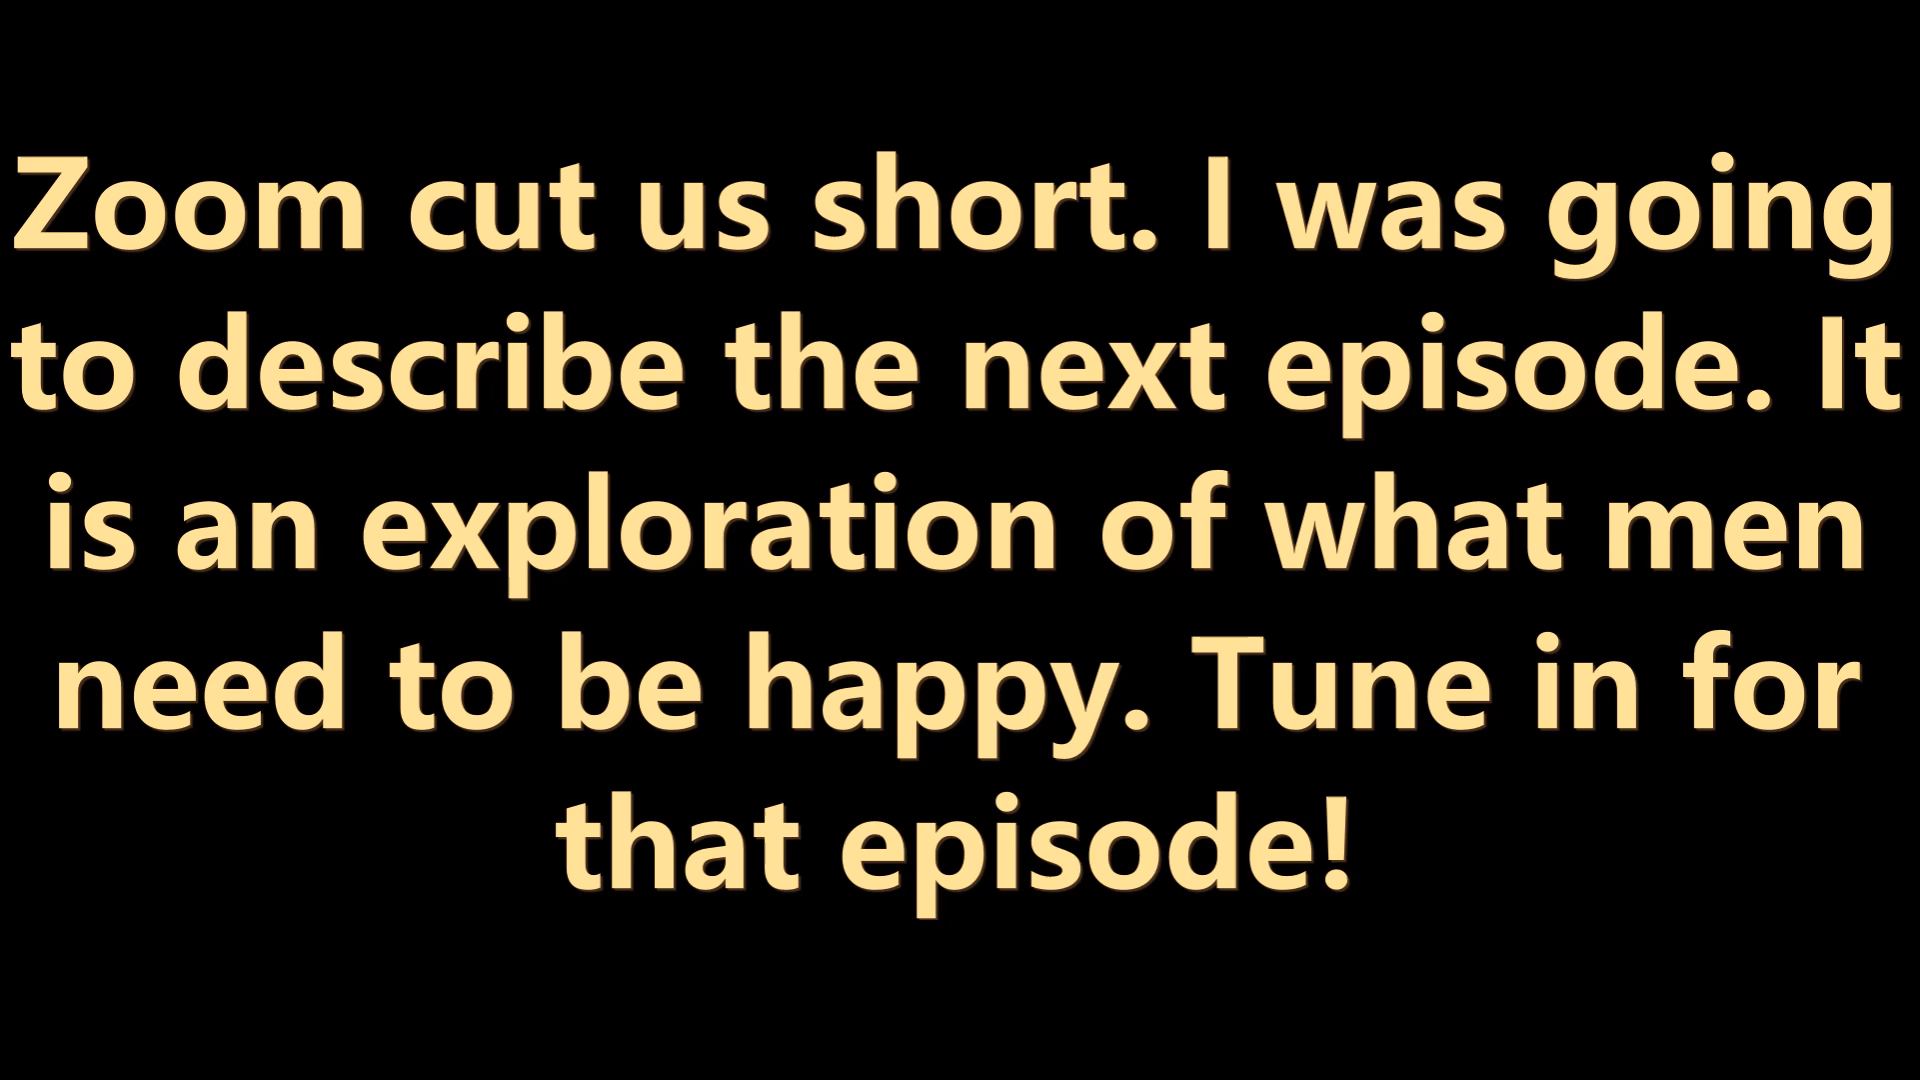 Zoom cut us short. I was going
to describe the next episode. It
is an exploration of what men
need to be happy. Tune in for
that episode!